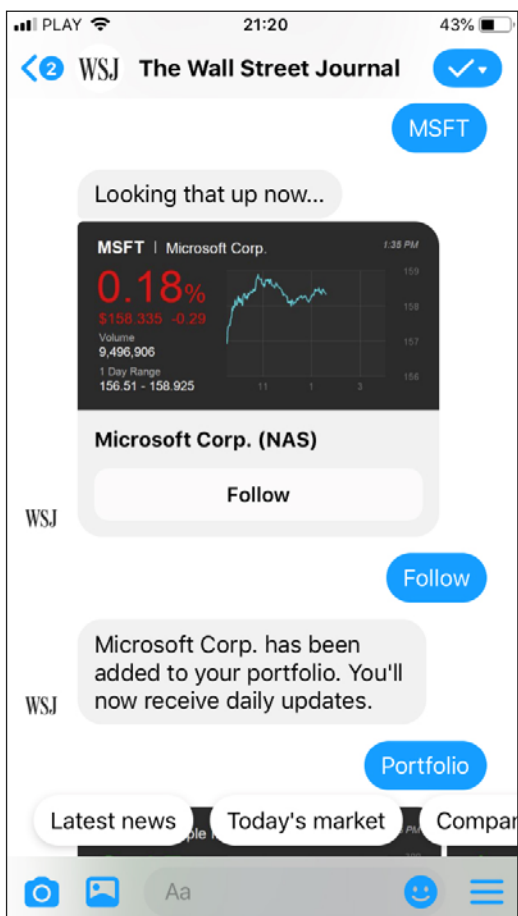 PLAY 21:20 43%
2 WSJ The Wall Street Journal
MSFT
Looking that up now...
MSFT | Microsoft Corp. 1:35 PM
0.18%
$158.335 -0.29
Volume
9,496,906
1 Day Range
156.51 - 158.925
159
158
157
156
11 1 3
Microsoft Corp. (NAS)
Follow
WSJ
Follow
Microsoft Corp. has been
added to your portfolio. You'll
now receive daily updates.
WSJ
Portfolio
Latest news Today's market Compar
Aa